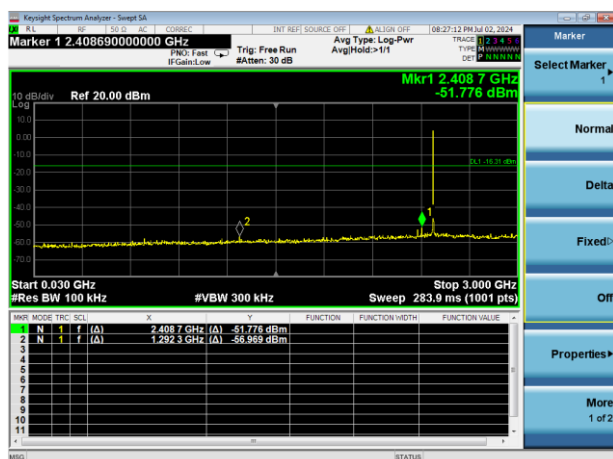 Keysight Spectrum Analyzer - Swept SA
RL RF 50 Ω AC CORREC INT REF SOURCE OFF ALIGN OFF 08:27:12 PM Jul 02, 2024
Marker 1 2.408690000000 GHz
PNO: Fast
IFGain:Low
Trig: Free Run
#Atten: 30 dB
Avg Type: Log-Pwr
Avg|Hold:>1/1
TRACE 1 2 3 4 5 6
TYPE M WWWWW
DET P N N N N N
Mkr1 2.408 7 GHz
-51.776 dBm
10 dB/div Ref 20.00 dBm
Log
10.0
0.00
-10.0
-20.0
-30.0
-40.0
-50.0
-60.0
-70.0
DL1 -16.31 dBm
1
2
Start 0.030 GHz Stop 3.000 GHz
#Res BW 100 kHz #VBW 300 kHz Sweep 283.9 ms (1001 pts)
MKR MODE TRC SCL X Y FUNCTION FUNCTION WIDTH FUNCTION VALUE
1 N 1 f (Δ) 2.408 7 GHz (Δ) -51.776 dBm
2 N 1 f (Δ) 1.292 3 GHz (Δ) -56.969 dBm
3
4
5
6
7
8
9
10
11
MSG STATUS
Marker
Select Marker
1
Normal
Delta
Fixed
Off
Properties
More
1 of 2